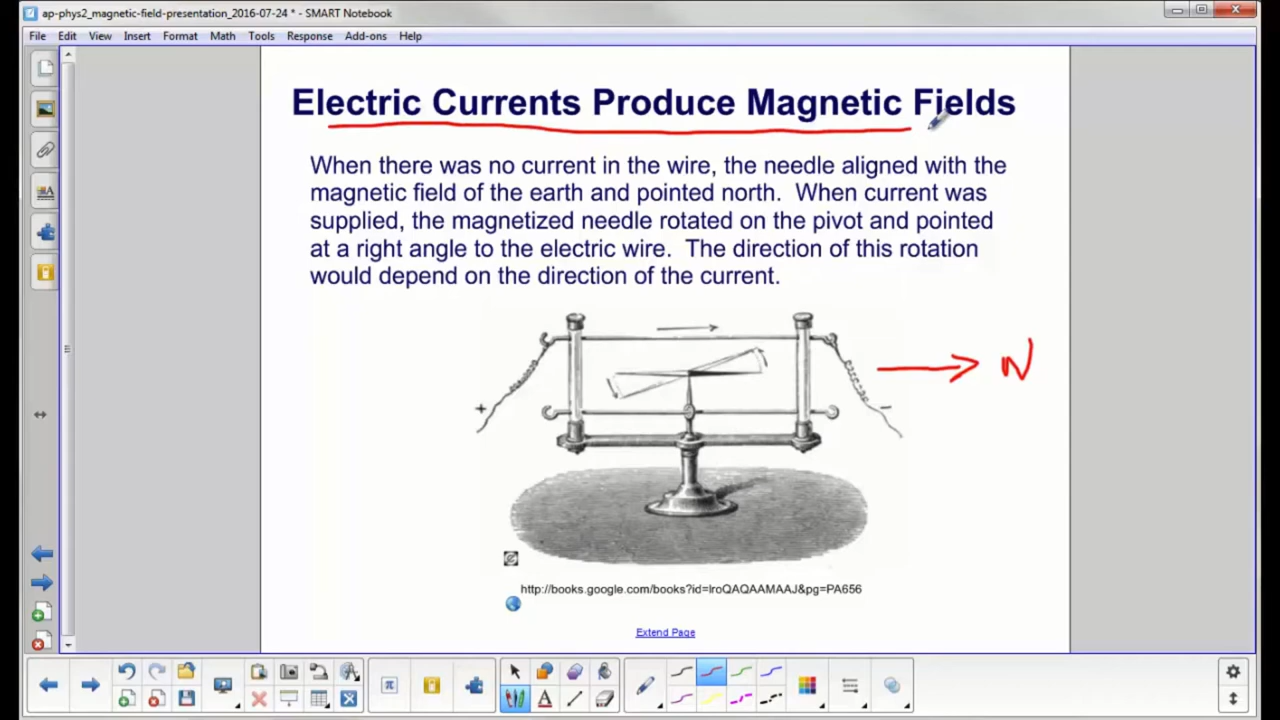 ap-phys2_magnetic-field-presentation_2016-07-24 * - SMART Notebook
File Edit View Insert Format Math Tools Response Add-ons Help
Electric Currents Produce Magnetic Fields
When there was no current in the wire, the needle aligned with the
magnetic field of the earth and pointed north. When current was
supplied, the magnetized needle rotated on the pivot and pointed
at a right angle to the electric wire. The direction of this rotation
would depend on the direction of the current.
N
+
-
http://books.google.com/books?id=lroQAQAAMAAJ&pg=PA656
Extend Page